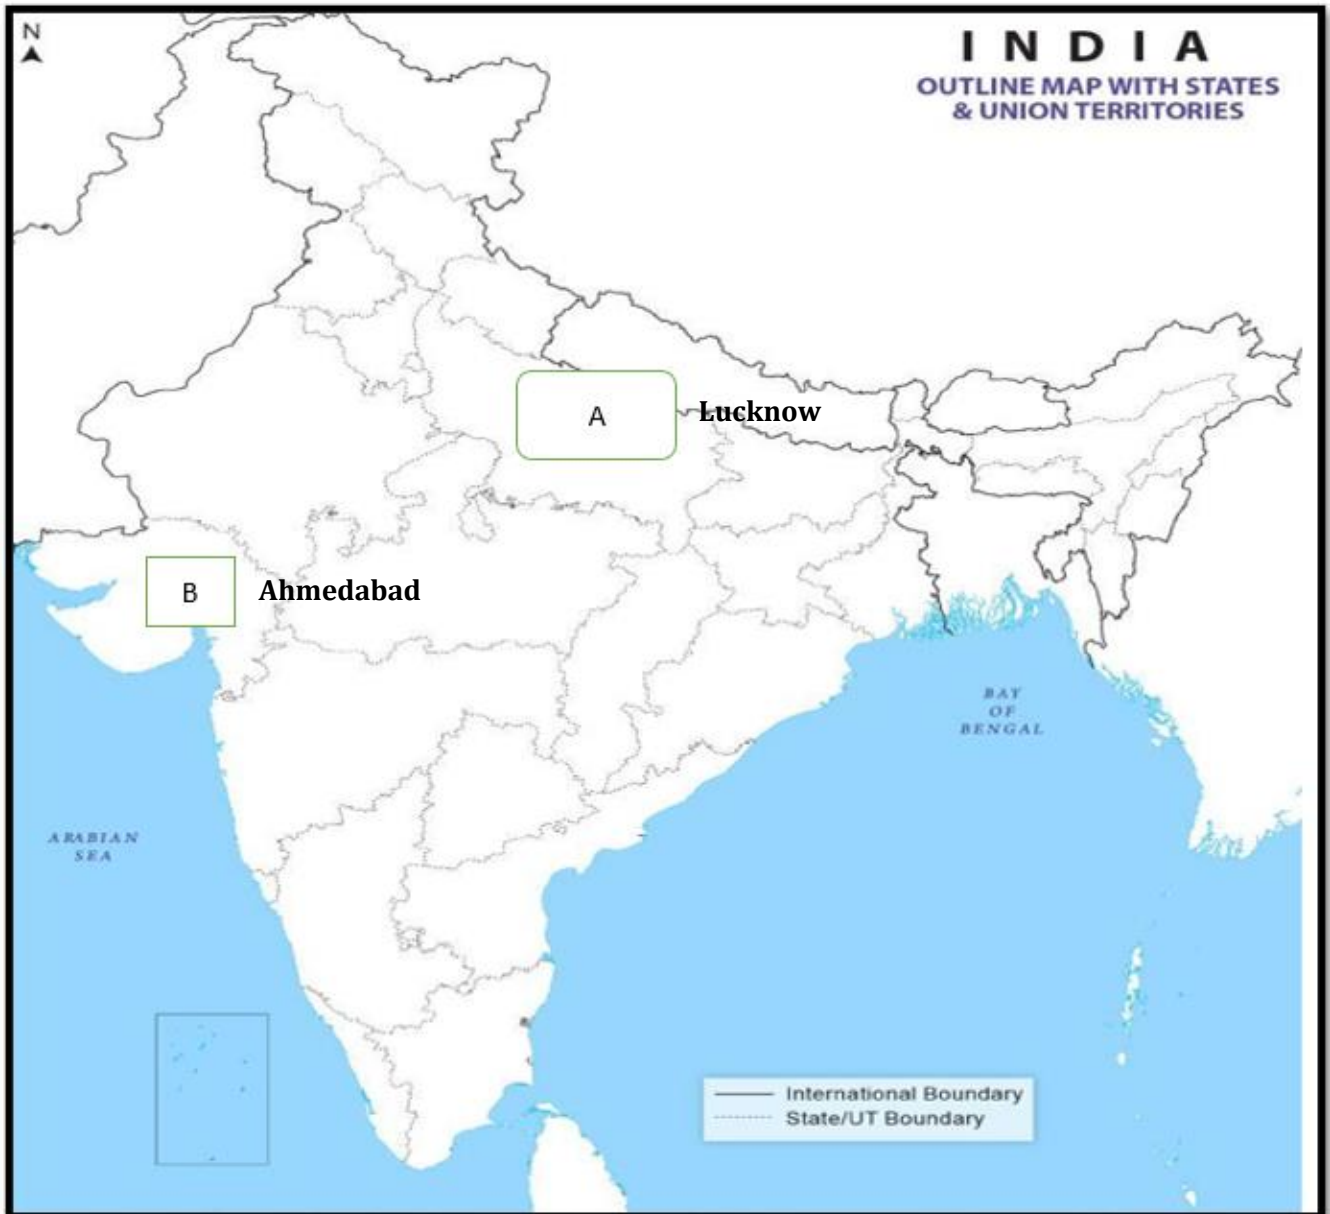 N
INDIA
OUTLINE MAP WITH STATES
& UNION TERRITORIES
A
Lucknow
B
Ahmedabad
BAY
OF
BENGAL
ARABIAN
SEA
International Boundary
State/UT Boundary